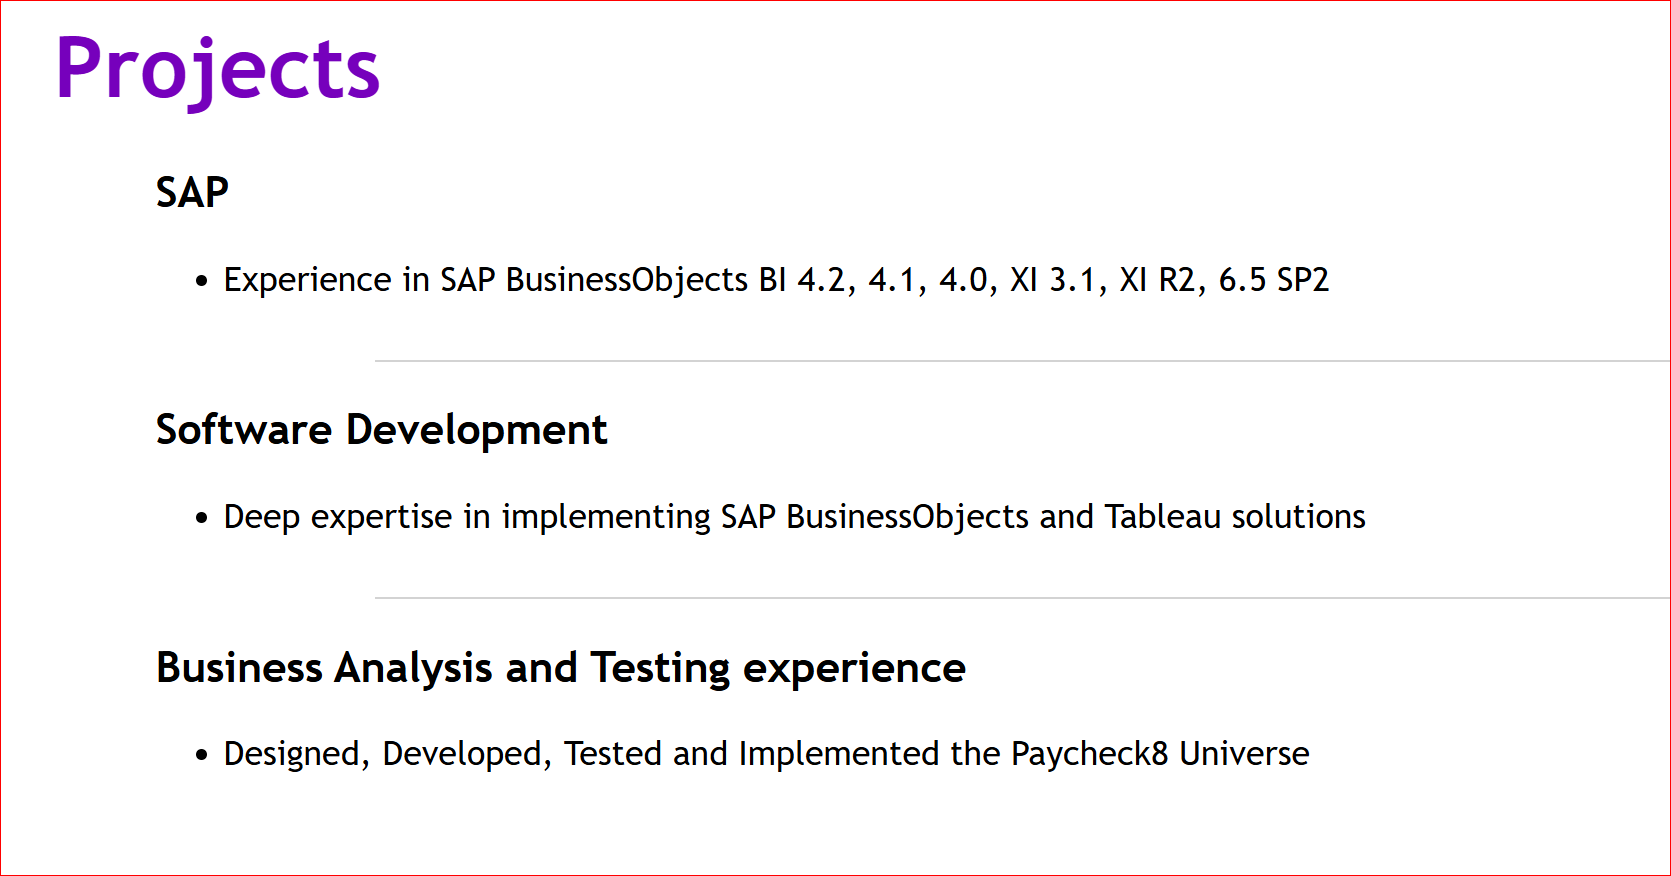 Projects
SAP
• Experience in SAP BusinessObjects BI 4.2, 4.1, 4.0, XI 3.1, XI R2, 6.5 SP2
Software Development
• Deep expertise in implementing SAP BusinessObjects and Tableau solutions
Business Analysis and Testing experience
• Designed, Developed, Tested and Implemented the Paycheck8 Universe